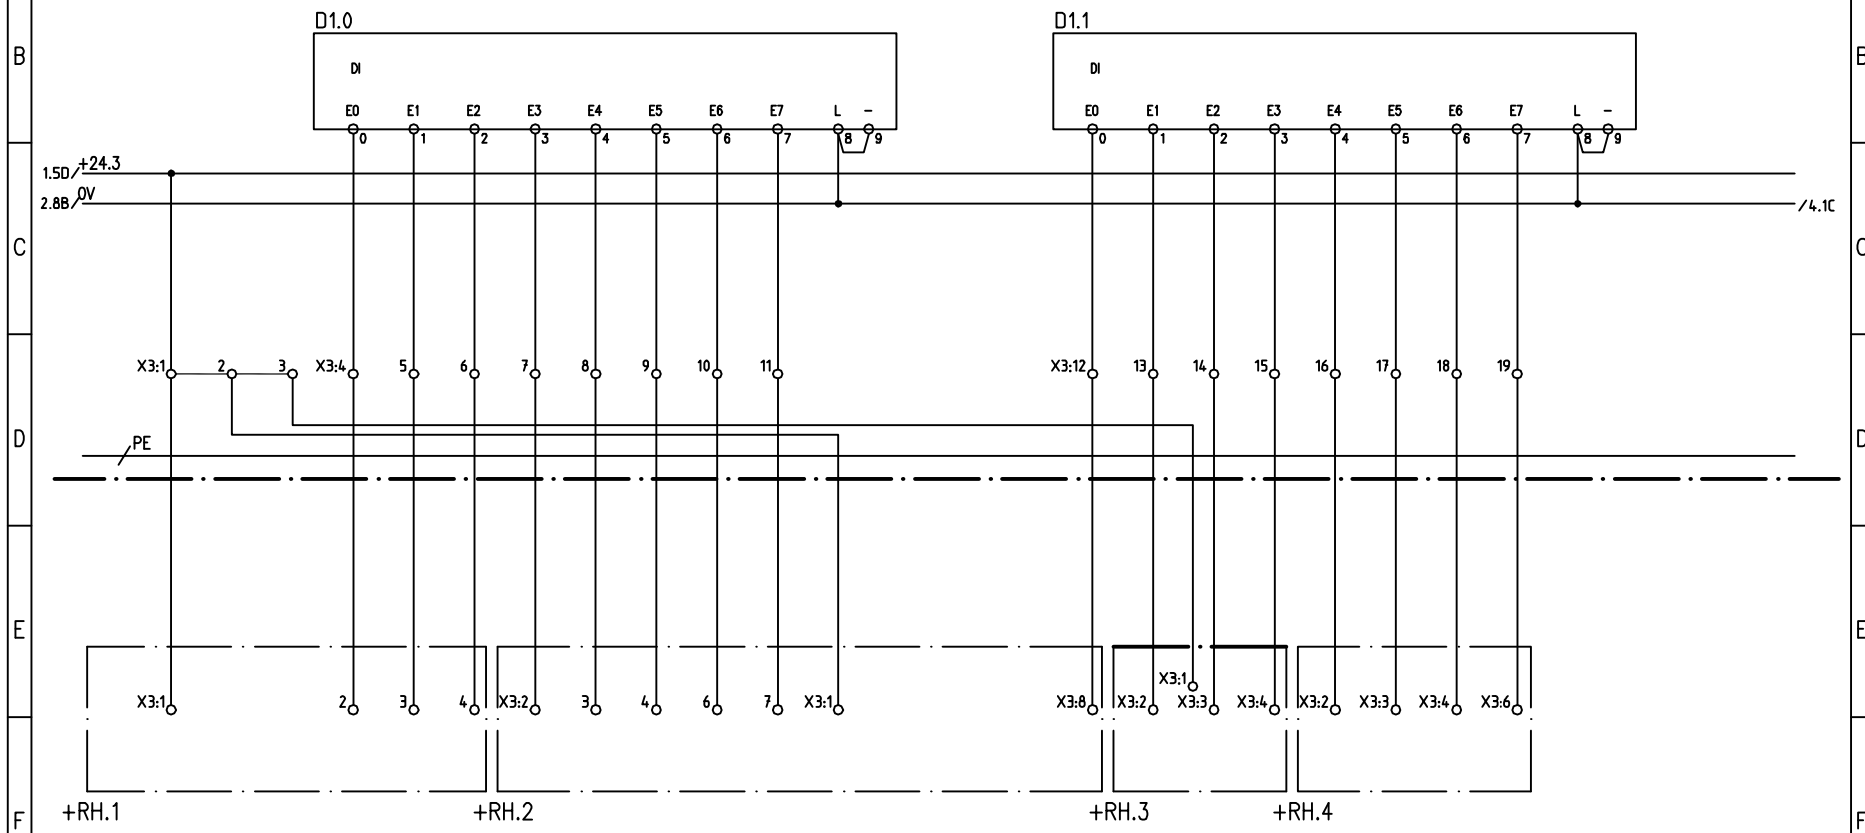 D1.0 D1.1
B B
DI DI
E0 E1 E2 E3 E4 E5 E6 E7 L - E0 E1 E2 E3 E4 E5 E6 E7 L -
0 1 2 3 4 5 6 7 8 9 0 1 2 3 4 5 6 7 8 9
1.5D/ +24.3
2.8B/ 0V /4.1C
C C
X3:1 2 3 X3:4 5 6 7 8 9 10 11 X3:12 13 14 15 16 17 18 19
D PE D
E E
X3:1
X3:1 2 3 4 X3:2 3 4 6 7 X3:1 X3:8 X3:2 X3:3 X3:4 X3:2 X3:3 X3:4 X3:6
+RH.1 +RH.2 +RH.3 +RH.4
F F